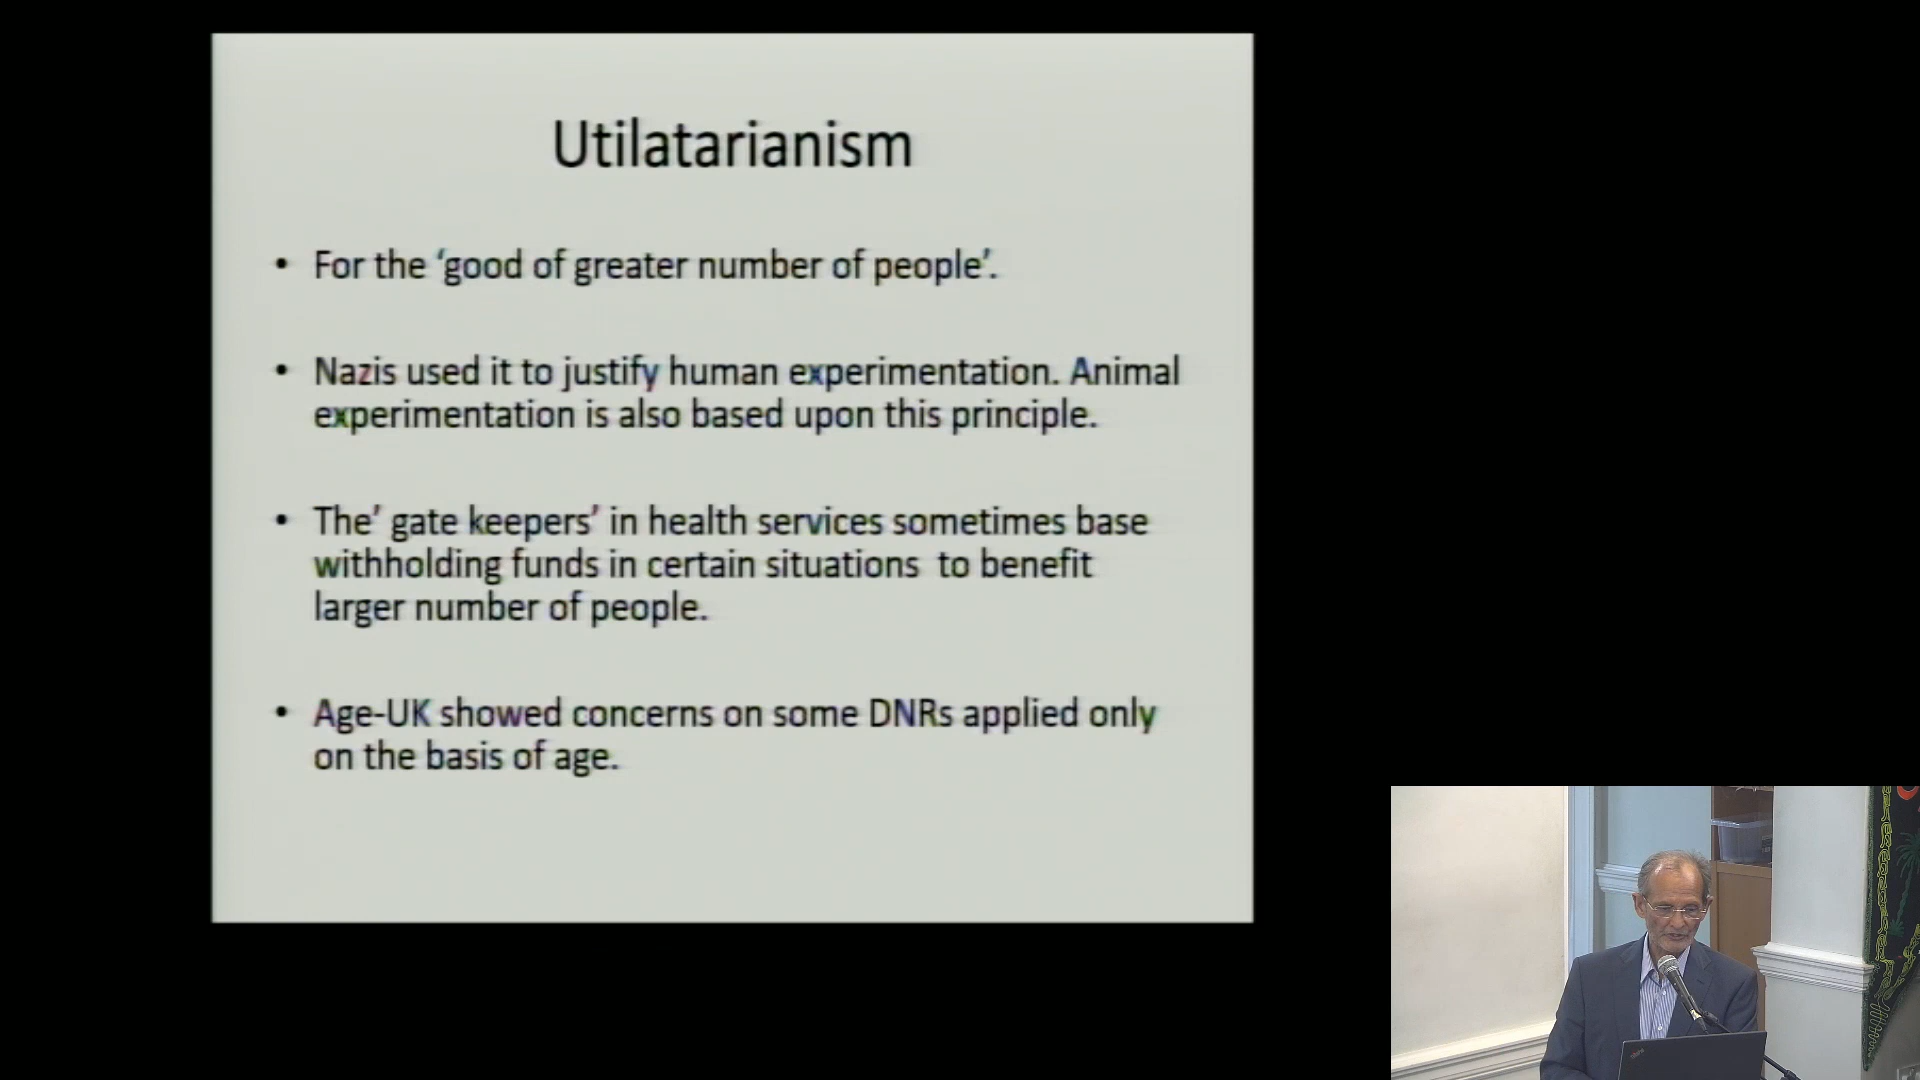 Utilatarianism
• For the ‘good of greater number of people’.
• Nazis used it to justify human experimentation. Animal
experimentation is also based upon this principle.
• The’ gate keepers’ in health services sometimes base
withholding funds in certain situations  to benefit
larger number of people.
• Age-UK showed concerns on some DNRs applied only
on the basis of age.